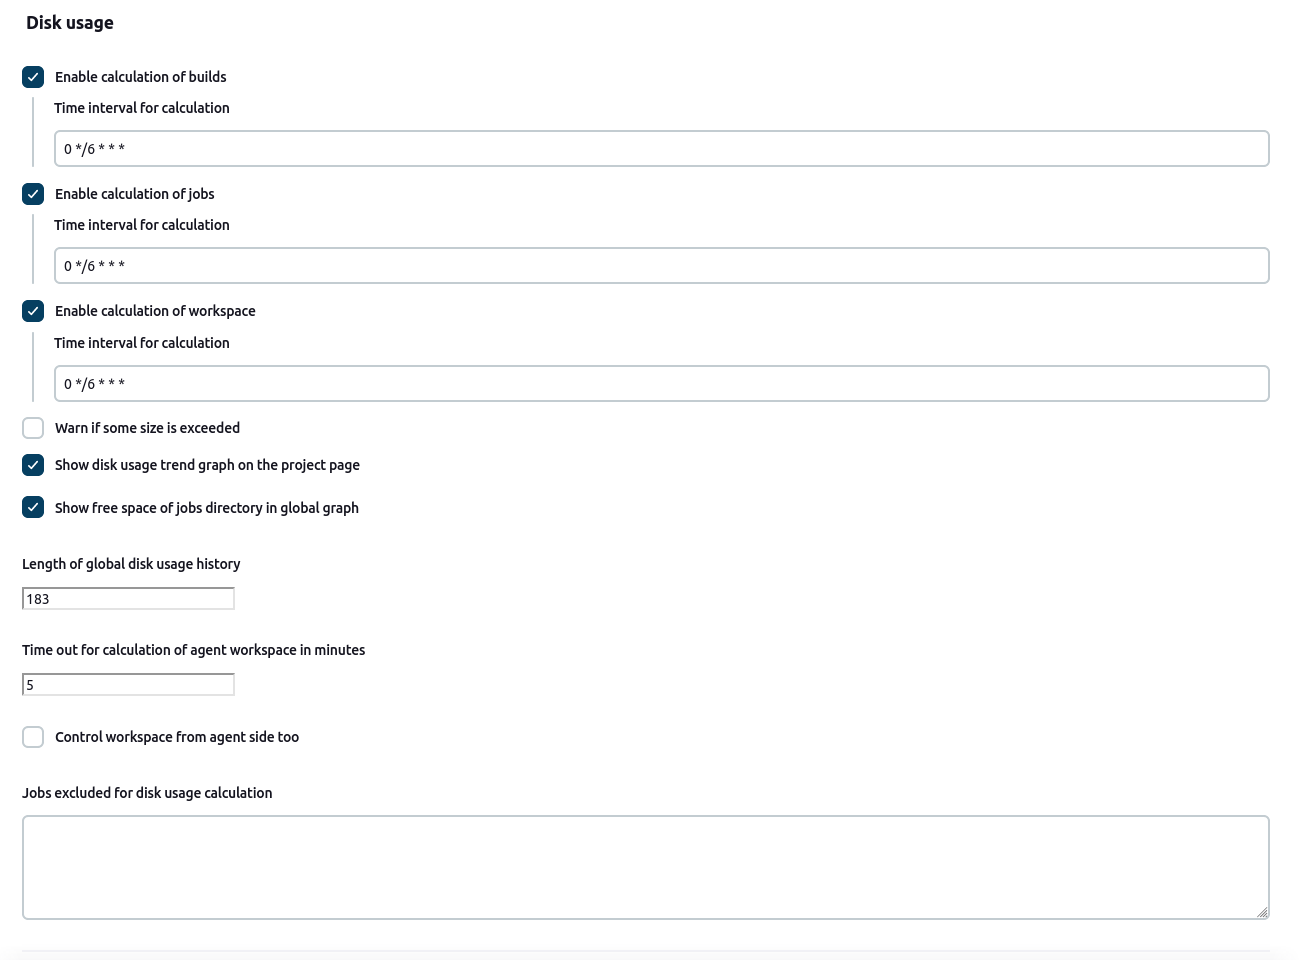 Disk usage
Enable calculation of builds
Time interval for calculation
0 */6 * * *
Enable calculation of jobs
Time interval for calculation
0 */6 * * *
Enable calculation of workspace
Time interval for calculation
0 */6 * * *
Warn if some size is exceeded
Show disk usage trend graph on the project page
Show free space of jobs directory in global graph
Length of global disk usage history
183
Time out for calculation of agent workspace in minutes
5
Control workspace from agent side too
Jobs excluded for disk usage calculation